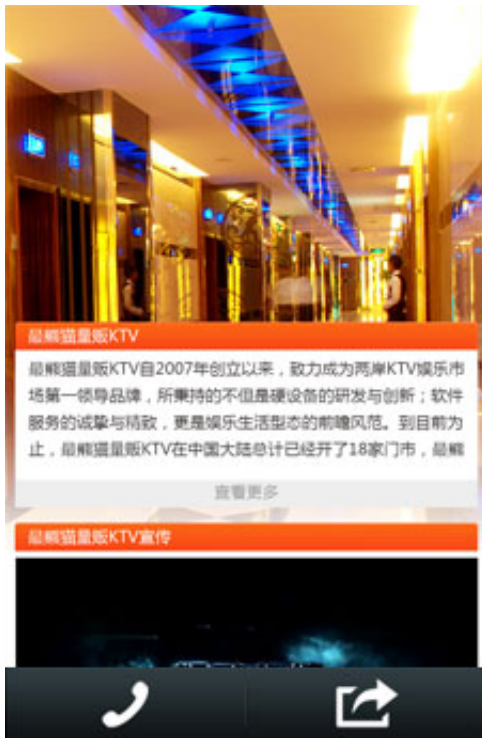 最熊猫量贩KTV
最熊猫量贩KTV自2007年创立以来，致力成为两岸KTV娱乐市
场第一领导品牌，所秉持的不但是硬设备的研发与创新；软件
服务的诚挚与精致，更是娱乐生活型态的前瞻风范。到目前为
止，最熊猫量贩KTV在中国大陆总计已经开了18家门市，最熊
查看更多
最熊猫量贩KTV宣传